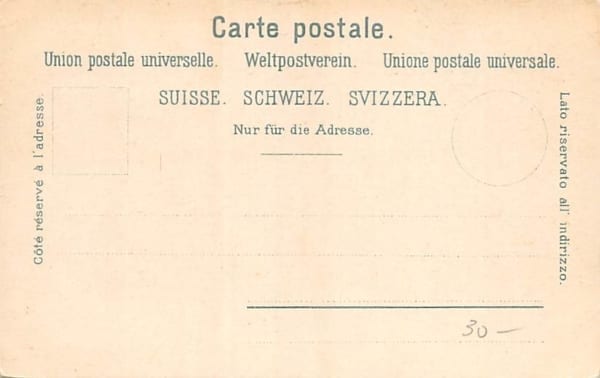 Carte postale.
Union postale universelle. Weltpostverein. Unione postale universale.
SUISSE. SCHWEIZ. SVIZZERA.
Nur für die Adresse.
Côté réservé à l'adresse.
Lato riservato all' indirizzo.
30 —